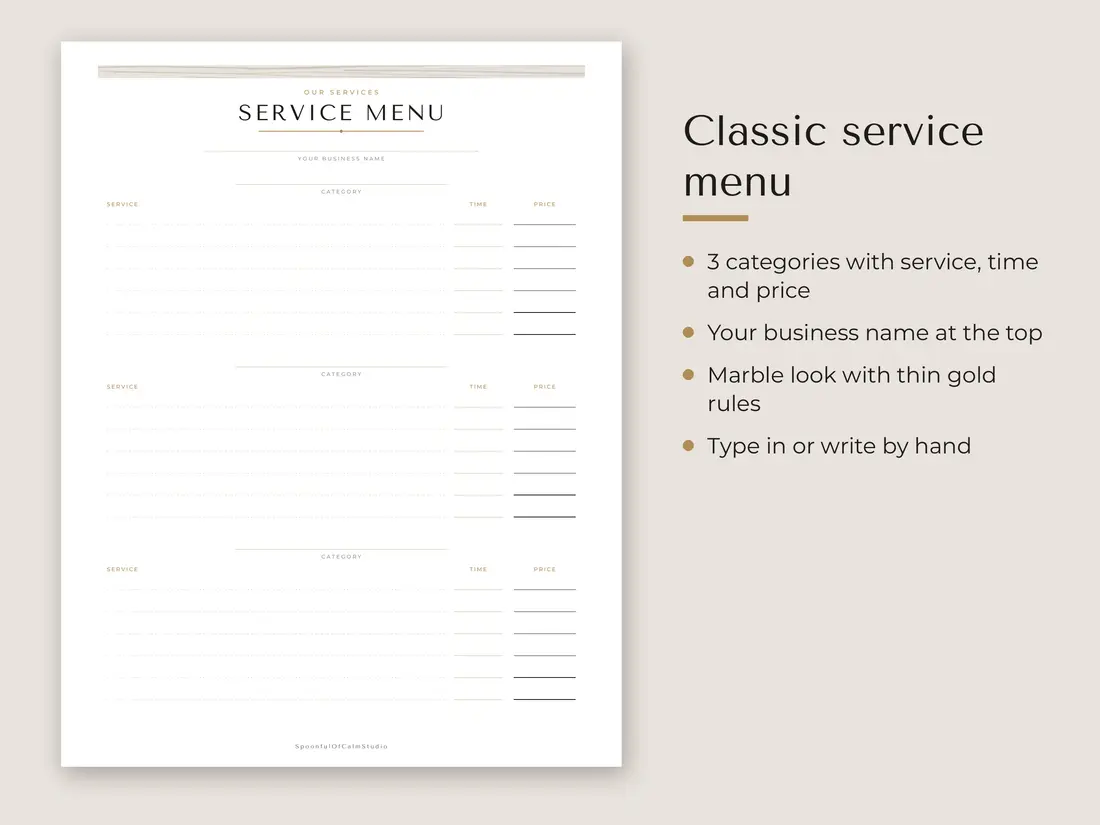 OUR SERVICES
SERVICE MENU
YOUR BUSINESS NAME
CATEGORY
SERVICE TIME PRICE
CATEGORY
SERVICE TIME PRICE
CATEGORY
SERVICE TIME PRICE
SpoonfulOfCalmStudio
Classic service
menu
3 categories with service, time
and price
Your business name at the top
Marble look with thin gold
rules
Type in or write by hand